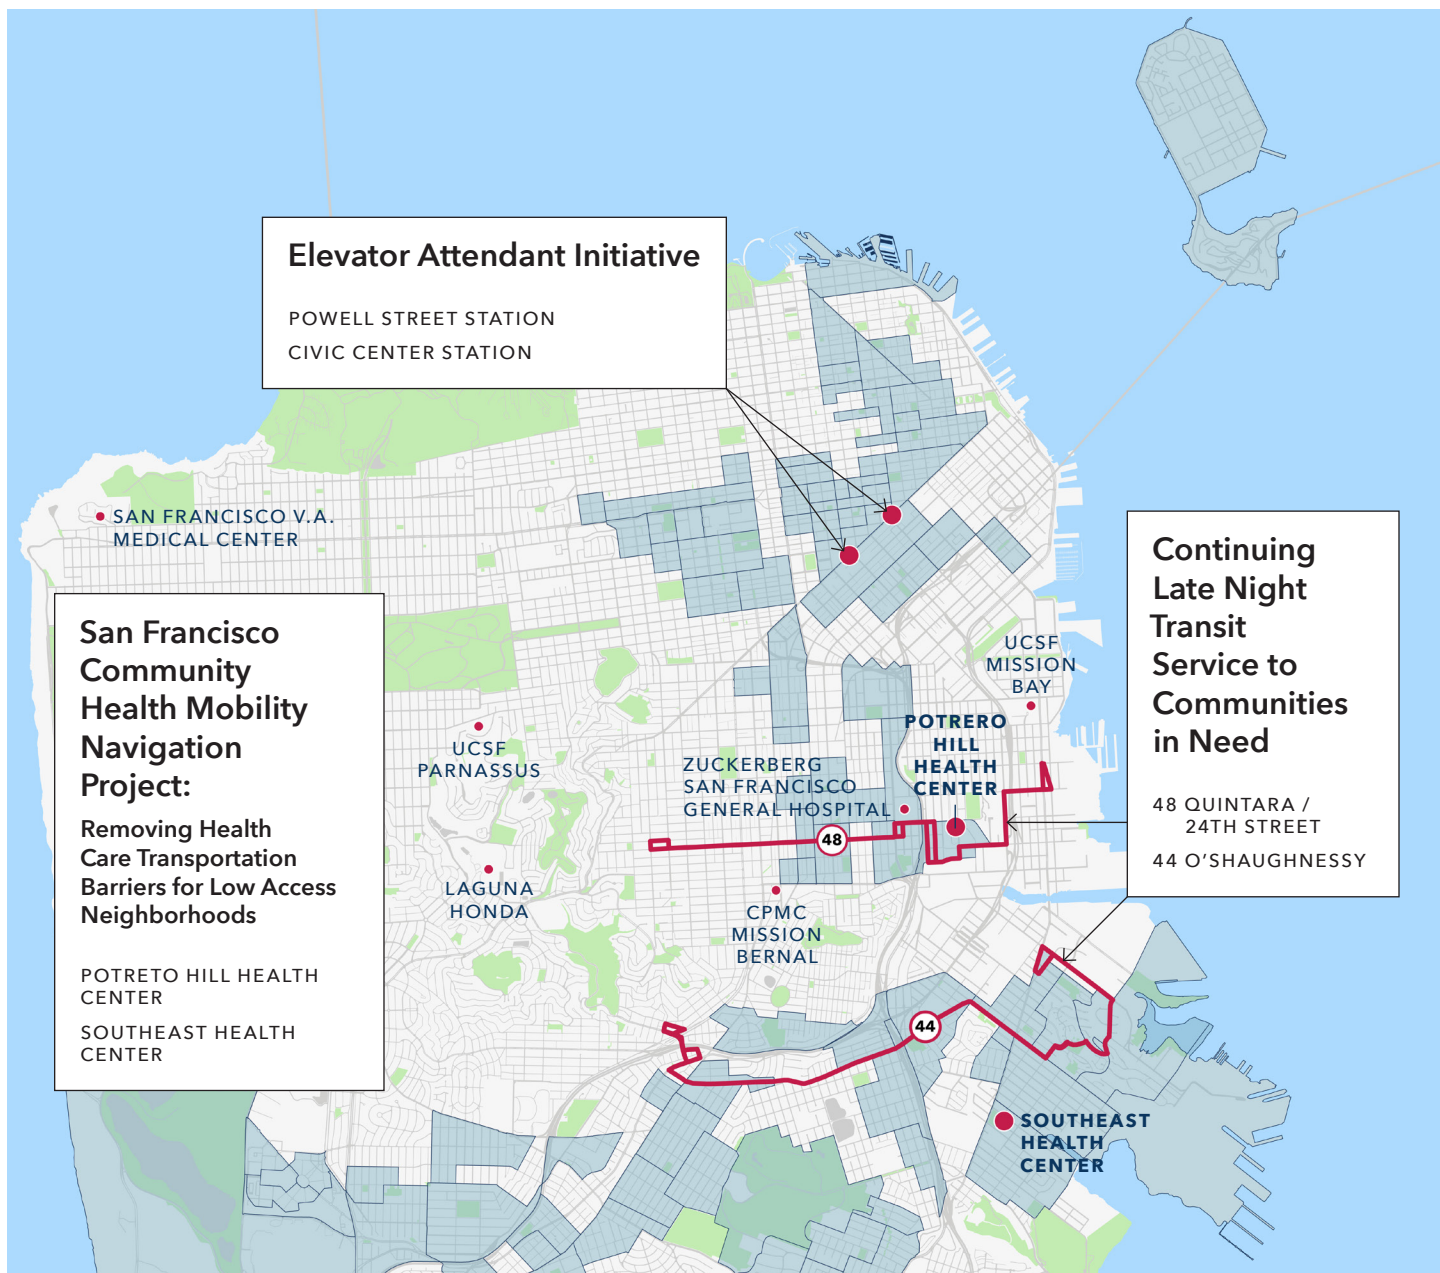 Elevator Attendant Initiative
POWELL STREET STATION
CIVIC CENTER STATION
SAN FRANCISCO V.A.
MEDICAL CENTER
San Francisco
Community
Health Mobility
Navigation
Project:
Removing Health
Care Transportation
Barriers for Low Access
Neighborhoods
POTRETO HILL HEALTH
CENTER
SOUTHEAST HEALTH
CENTER
Continuing
Late Night
Transit
Service to
Communities
in Need
48 QUINTARA /
24TH STREET
44 O'SHAUGHNESSY
UCSF
MISSION
BAY
UCSF
PARNASSUS
POTRERO
HILL
HEALTH
CENTER
ZUCKERBERG
SAN FRANCISCO
GENERAL HOSPITAL
48
LAGUNA
HONDA
CPMC
MISSION
BERNAL
44
SOUTHEAST
HEALTH
CENTER